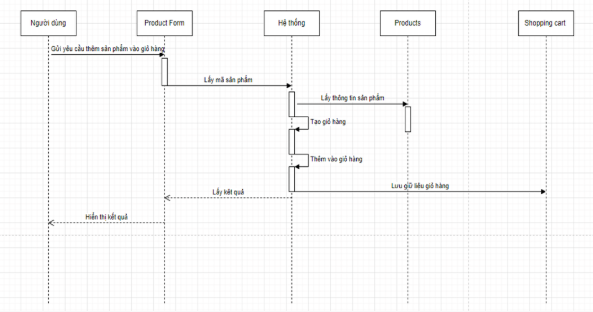 Người dùng
Product Form
Hệ thống
Products
Shopping cart
Gửi yêu cầu thêm sản phẩm vào giỏ hàng
Lấy mã sản phẩm
Lấy thông tin sản phẩm
Tạo giỏ hàng
Thêm vào giỏ hàng
Lưu giữ liệu giỏ hàng
Lấy kết quả
Hiển thị kết quả